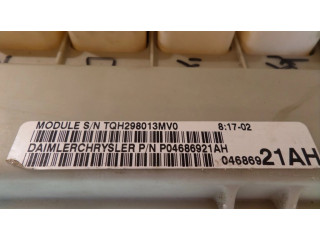 MODULE S/N TQH298013MV0 8:17-02
DAIMLERCHRYSLER P/N P04686921AH
04686921AH